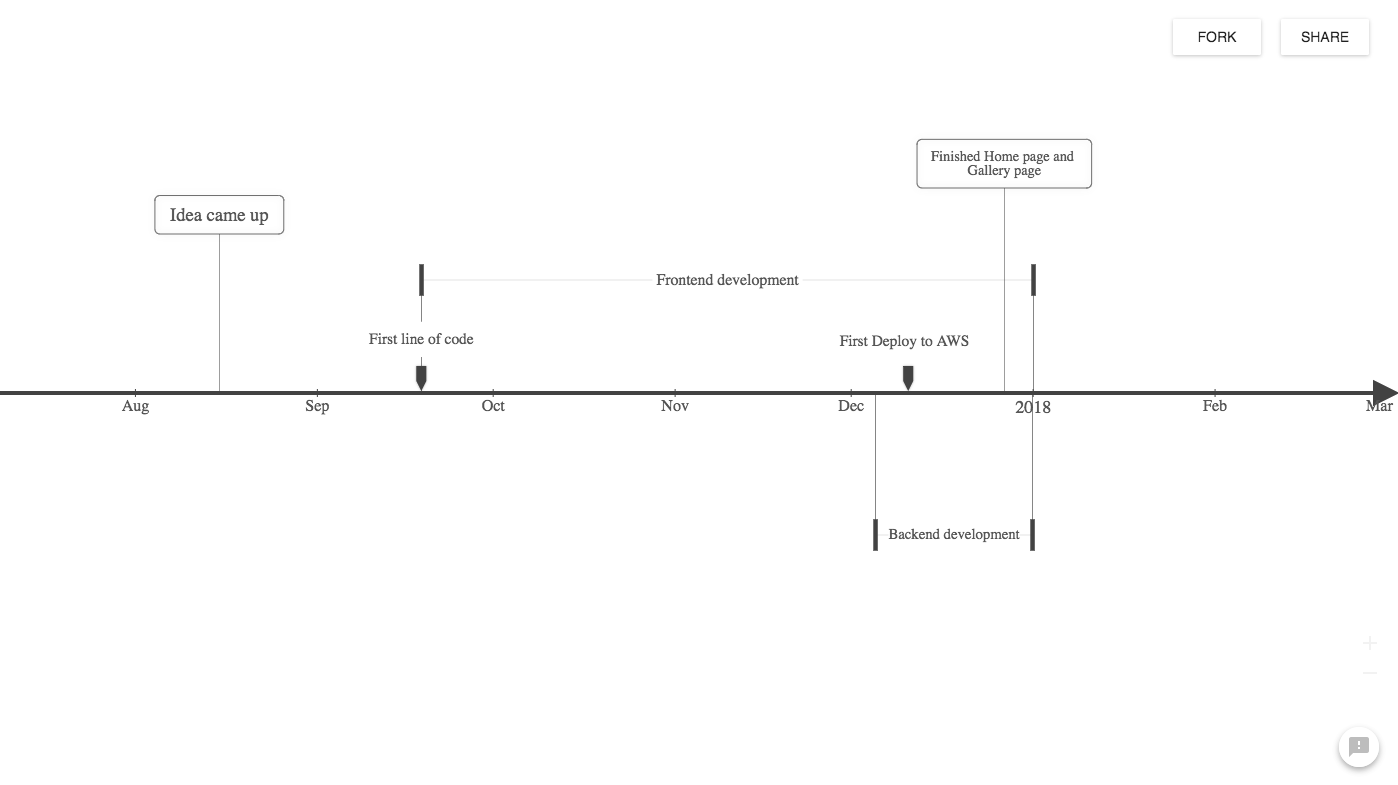 FORK
SHARE
Finished Home page and
Gallery page
Idea came up
Frontend development
First line of code
First Deploy to AWS
Aug
Sep
Oct
Nov
Dec
2018
Feb
Mar
Backend development